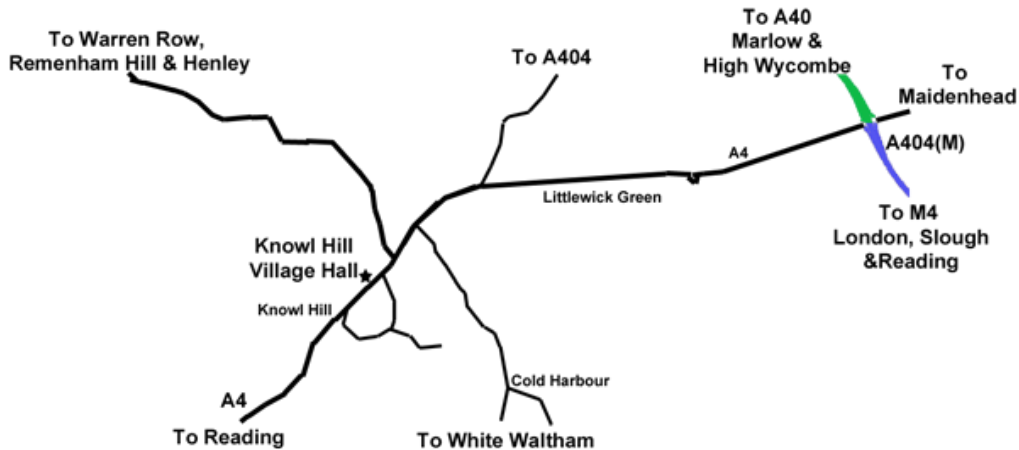 To A40
Marlow &
High Wycombe
To Warren Row,
Remenham Hill & Henley
To A404
To
Maidenhead
A404(M)
A4
Littlewick Green
To M4
London, Slough
&Reading
Knowl Hill
Village Hall
Knowl Hill
Cold Harbour
A4
To Reading
To White Waltham